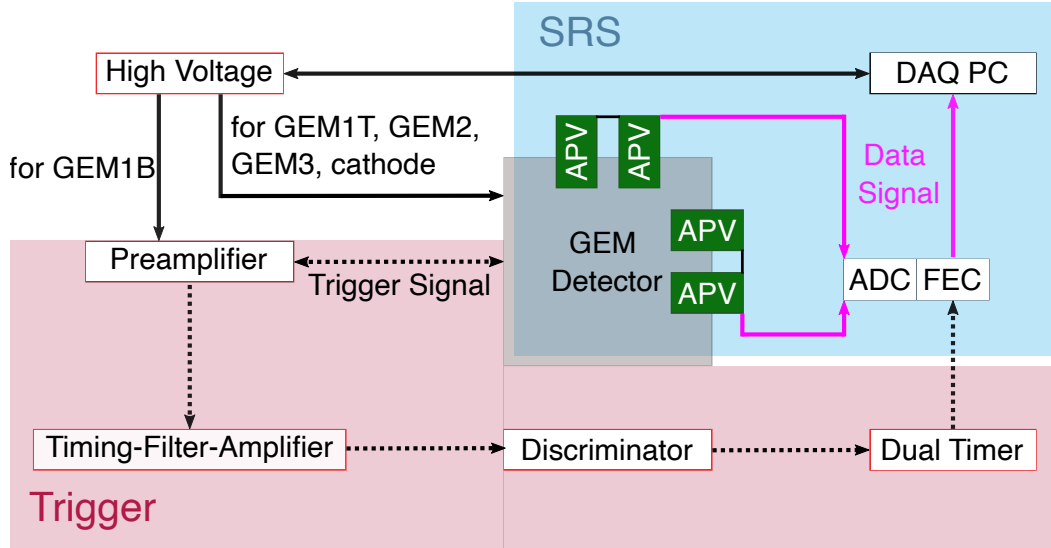 SRS
High Voltage
DAQ PC
for GEM1B
for GEM1T, GEM2,
GEM3, cathode
APV
APV
Data
Signal
APV
APV
GEM
Detector
ADC
FEC
Preamplifier
Trigger Signal
Timing-Filter-Amplifier
Discriminator
Dual Timer
Trigger